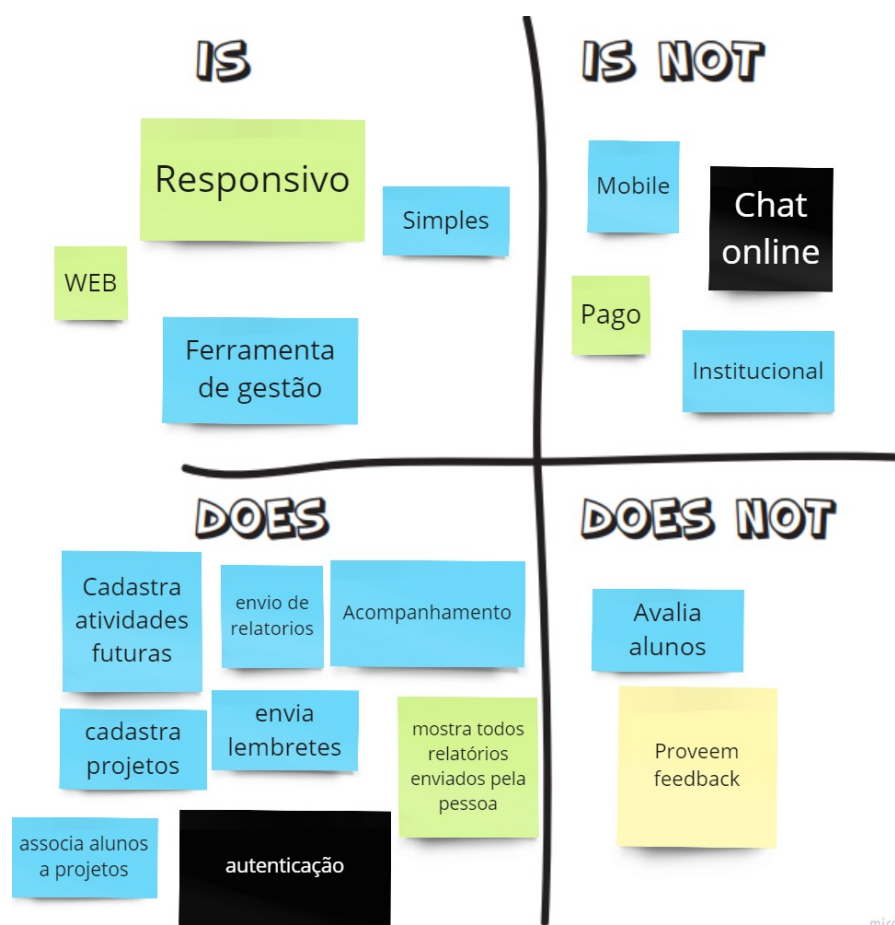 IS
Responsivo
Simples
WEB
Ferramenta
de gestão
IS NOT
Mobile
Chat
online
Pago
Institucional
DOES
Cadastra
atividades
futuras
envio de
relatorios
Acompanhamento
cadastra
projetos
envia
lembretes
mostra todos
relatórios
enviados pela
pessoa
associa alunos
a projetos
autenticação
DOES NOT
Avalia
alunos
Proveem
feedback